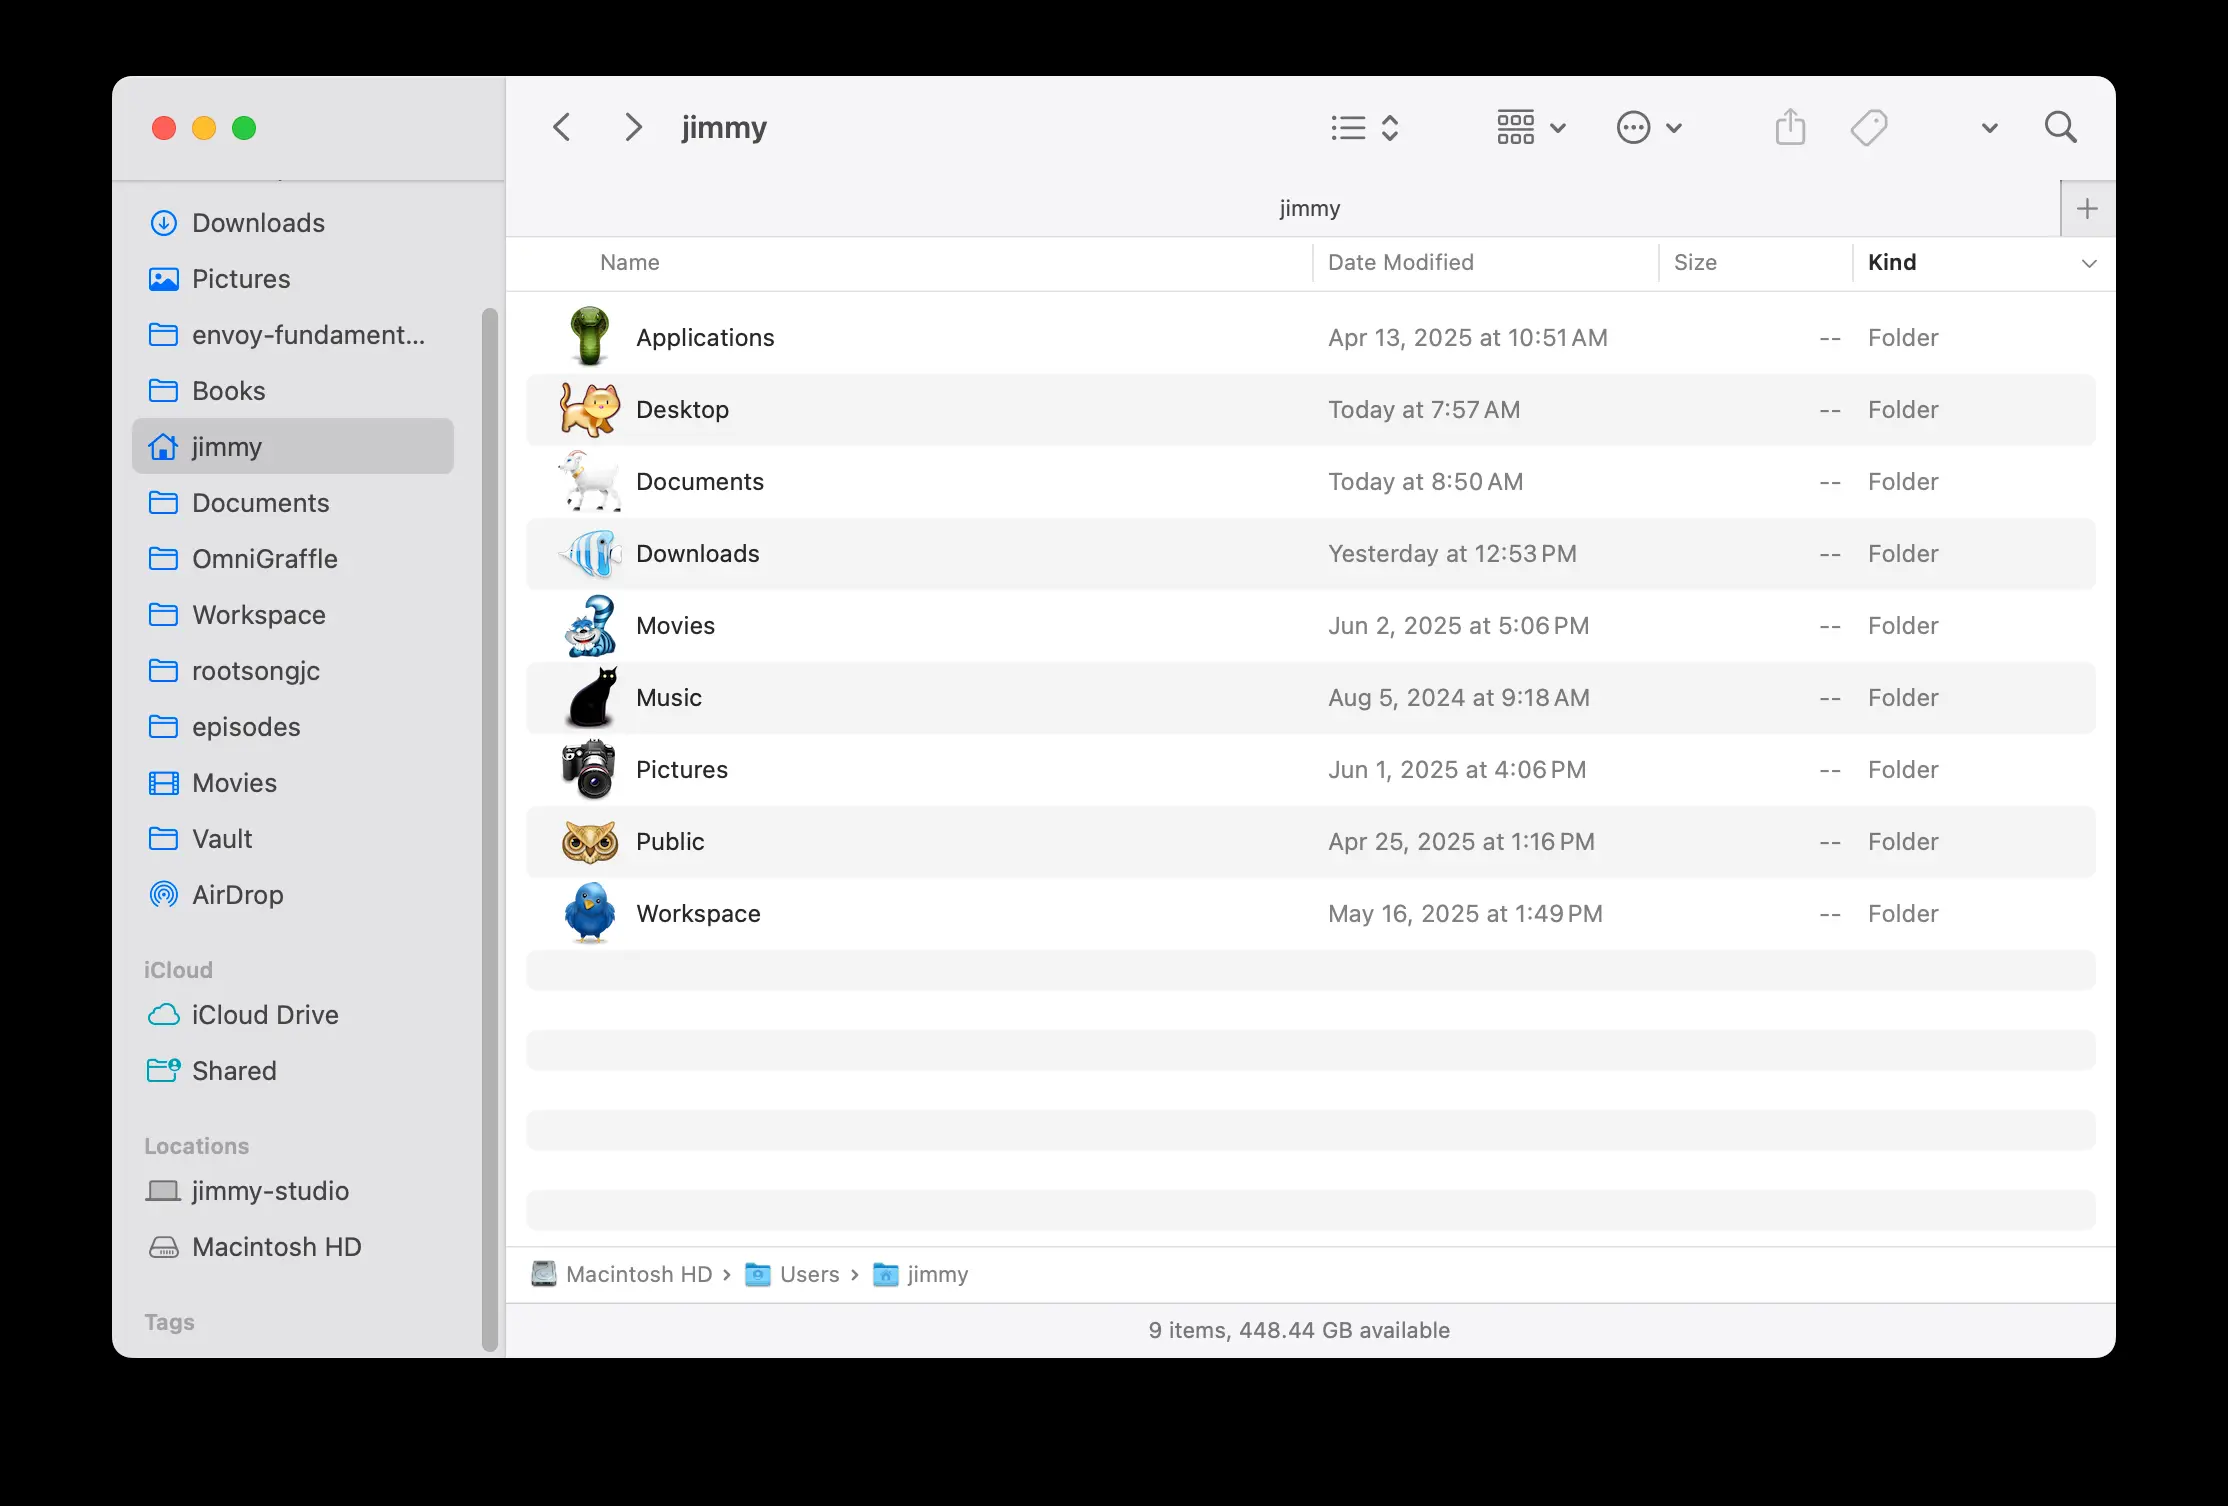 jimmy
Downloads
Pictures
envoy-fundament...
Books
jimmy
Documents
OmniGraffle
Workspace
rootsongjc
episodes
Movies
Vault
AirDrop
iCloud
iCloud Drive
Shared
Locations
jimmy-studio
Macintosh HD
Tags
jimmy
Name Date Modified Size Kind
Applications Apr 13, 2025 at 10:51 AM -- Folder
Desktop Today at 7:57 AM -- Folder
Documents Today at 8:50 AM -- Folder
Downloads Yesterday at 12:53 PM -- Folder
Movies Jun 2, 2025 at 5:06 PM -- Folder
Music Aug 5, 2024 at 9:18 AM -- Folder
Pictures Jun 1, 2025 at 4:06 PM -- Folder
Public Apr 25, 2025 at 1:16 PM -- Folder
Workspace May 16, 2025 at 1:49 PM -- Folder
Macintosh HD › Users › jimmy
9 items, 448.44 GB available